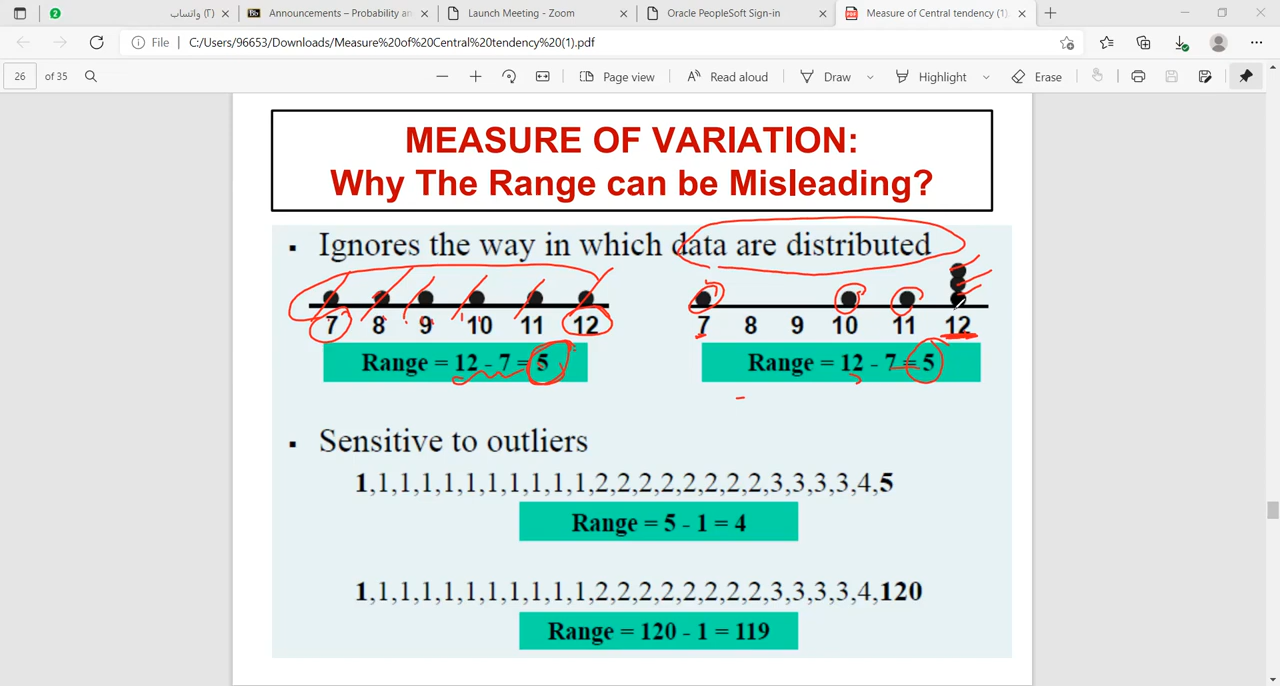 واتساب (٢)
Announcements – Probability an
Launch Meeting - Zoom
Oracle PeopleSoft Sign-in
Measure of Central tendency (1).
2
File
C:/Users/96653/Downloads/Measure%20of%20Central%20tendency%20(1).pdf
26 of 35
Page view
Read aloud
Draw
Highlight
Erase
MEASURE OF VARIATION:
Why The Range can be Misleading?
▪ Ignores the way in which data are distributed
7 8 9 10 11 12
7 8 9 10 11 12
Range = 12 - 7 = 5
Range = 12 - 7 = 5
▪ Sensitive to outliers
1,1,1,1,1,1,1,1,1,1,1,2,2,2,2,2,2,2,2,3,3,3,3,4,5
Range = 5 - 1 = 4
1,1,1,1,1,1,1,1,1,1,1,2,2,2,2,2,2,2,2,3,3,3,3,4,120
Range = 120 - 1 = 119